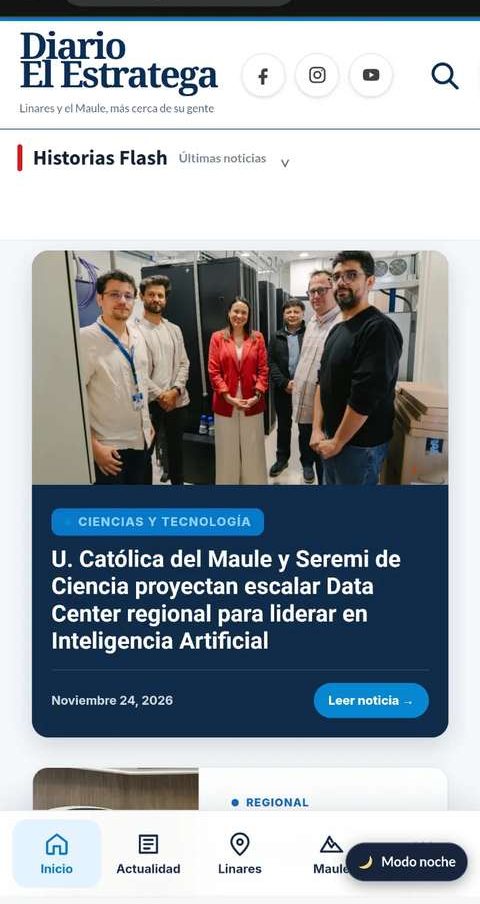 Diario
El Estratega
Linares y el Maule, más cerca de su gente
Historias Flash Últimas noticias
CIENCIAS Y TECNOLOGÍA
U. Católica del Maule y Seremi de
Ciencia proyectan escalar Data
Center regional para liderar en
Inteligencia Artificial
Noviembre 24, 2026
Leer noticia →
REGIONAL
Inicio
Actualidad
Linares
Maule
Modo noche